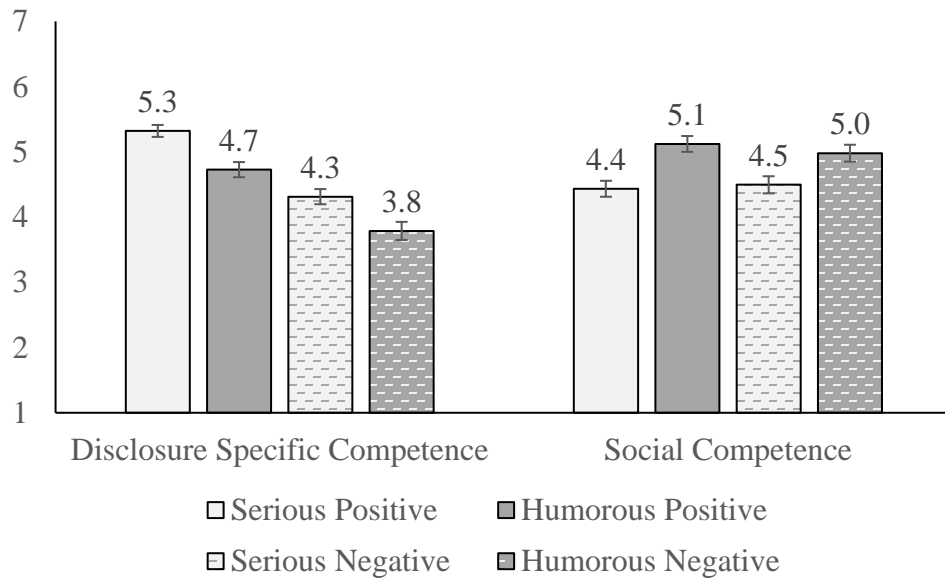 7
6
5
4
3
2
1
5.3
4.7
4.3
3.8
4.4
5.1
4.5
5.0
Disclosure Specific Competence
Social Competence
Serious Positive
Humorous Positive
Serious Negative
Humorous Negative